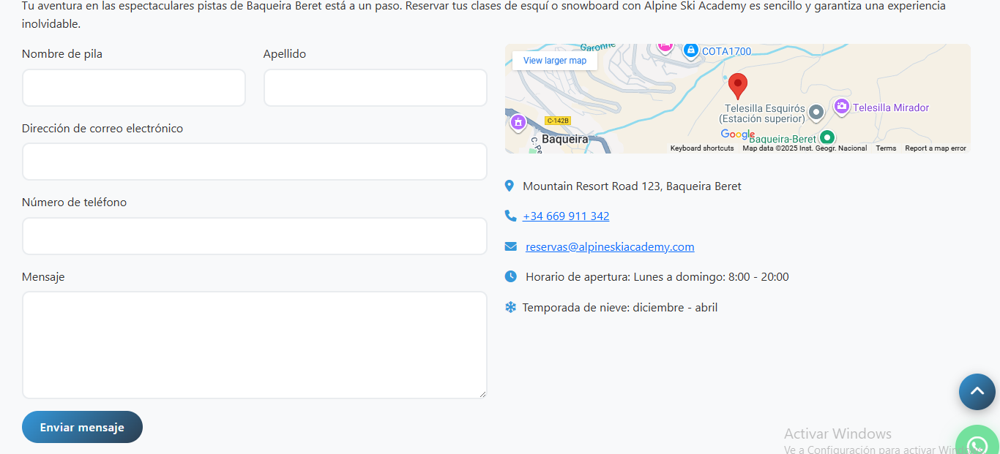 Tu aventura en las espectaculares pistas de Baqueira Beret está a un paso. Reservar tus clases de esquí o snowboard con Alpine Ski Academy es sencillo y garantiza una experiencia
inolvidable.
Nombre de pila
Apellido
Dirección de correo electrónico
Número de teléfono
Mensaje
Enviar mensaje
Garonne
COTA1700
View larger map
Telesilla Esquirós
(Estación superior)
Telesilla Mirador
C-142B
Baqueira
Google
Baqueira-Beret
Keyboard shortcuts
Map data ©2025 Inst. Geogr. Nacional
Terms
Report a map error
Mountain Resort Road 123, Baqueira Beret
+34 669 911 342
reservas@alpineskiacademy.com
Horario de apertura: Lunes a domingo: 8:00 - 20:00
Temporada de nieve: diciembre - abril
Activar Windows
Ve a Configuración para activar Windows.